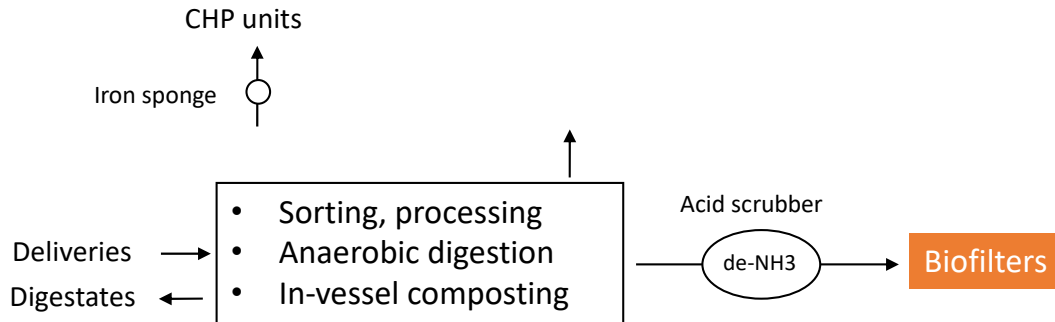 CHP units
Iron sponge
• Sorting, processing
• Anaerobic digestion
• In-vessel composting
Deliveries
Digestates
Acid scrubber
de-NH3
Biofilters